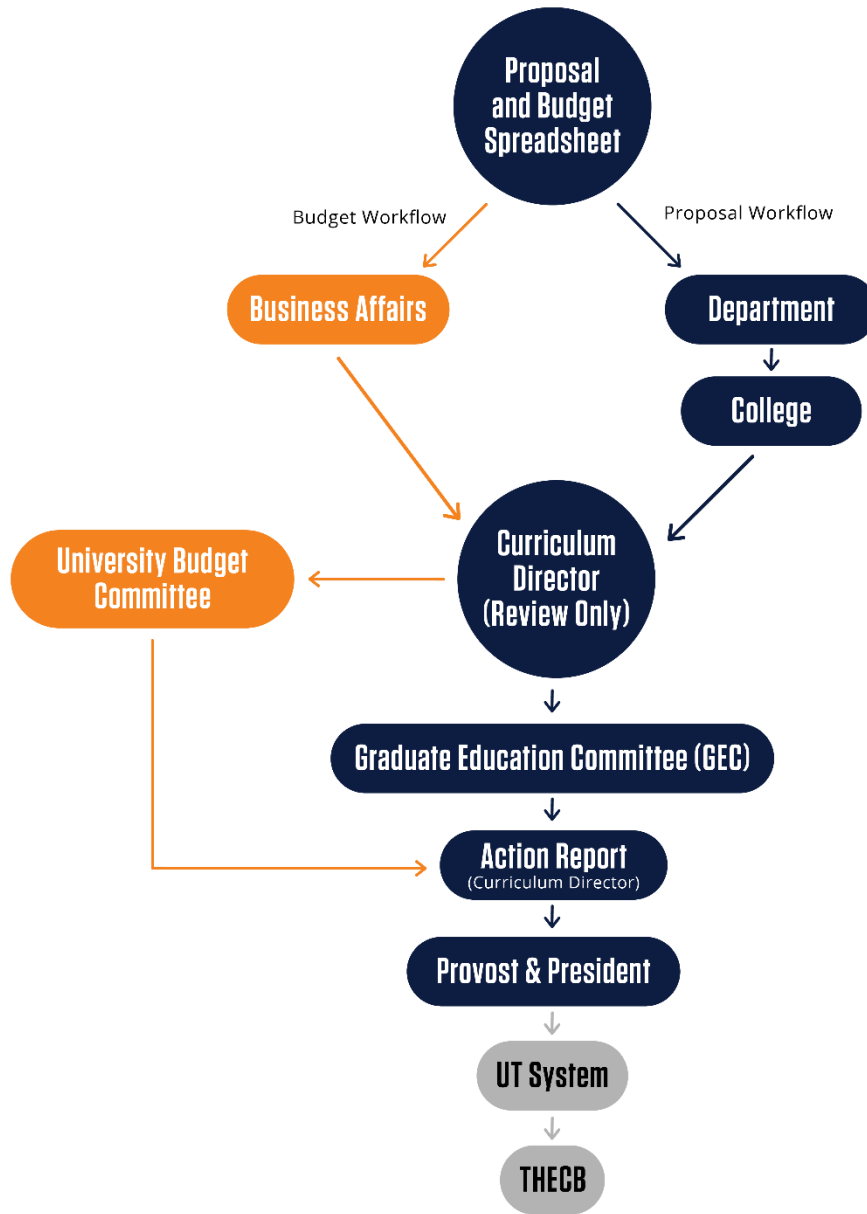 Proposal
and Budget
Spreadsheet
Budget Workflow
Proposal Workflow
Business Affairs
Department
College
University Budget
Committee
Curriculum
Director
(Review Only)
Graduate Education Committee (GEC)
Action Report
(Curriculum Director)
Provost & President
UT System
THECB